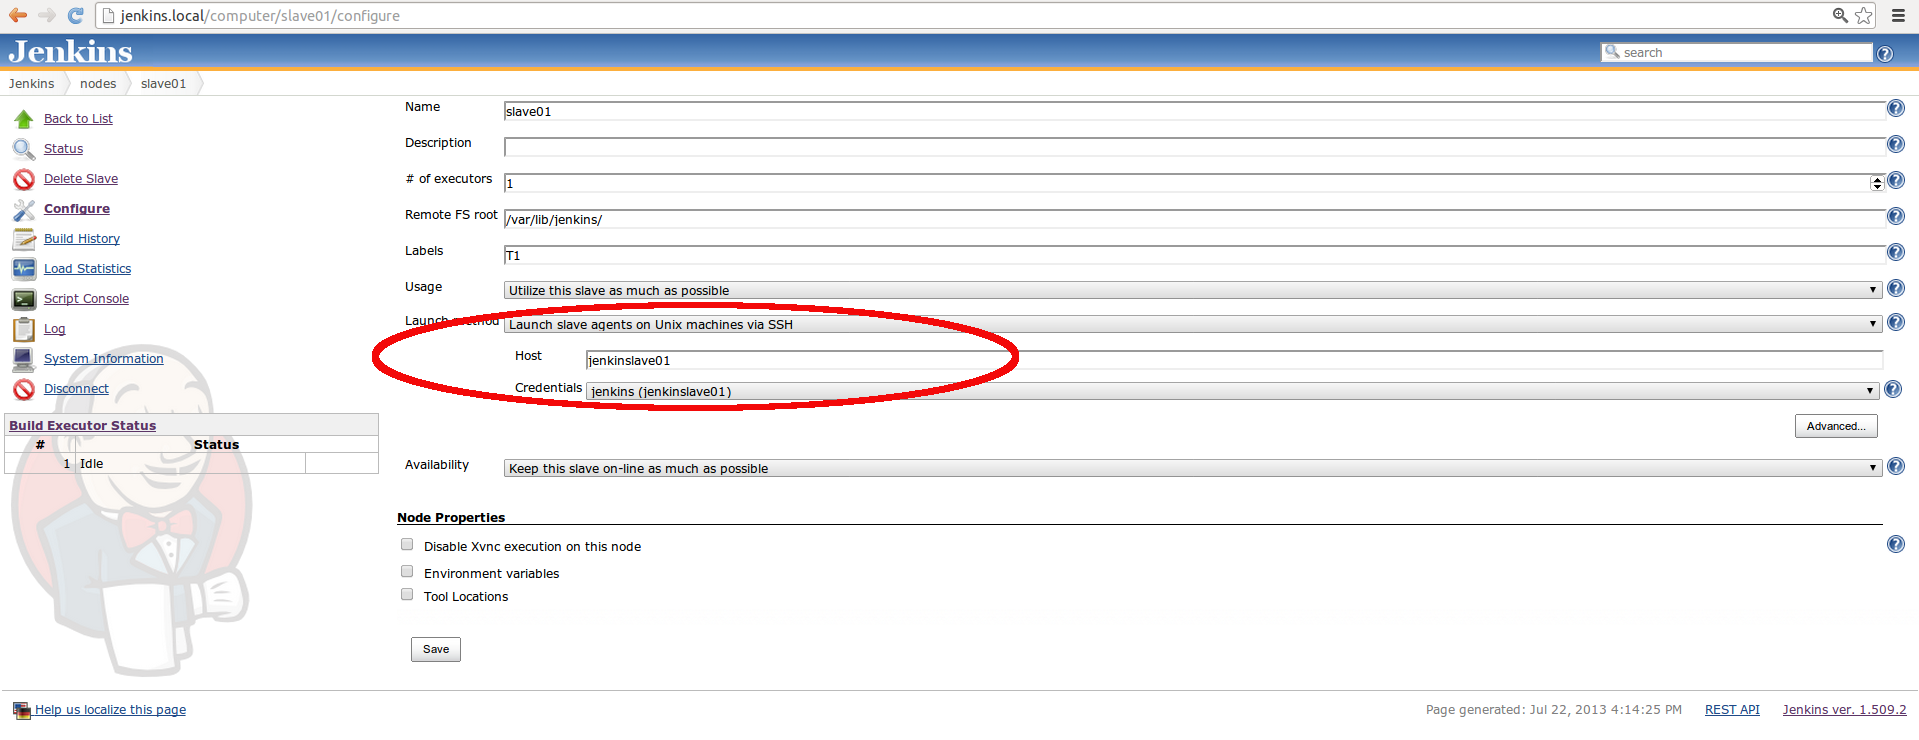 jenkins.local/computer/slave01/configure
Jenkins
search
Jenkins nodes slave01
Back to List
Status
Delete Slave
Configure
Build History
Load Statistics
Script Console
Log
System Information
Disconnect
Build Executor Status
# Status
1 Idle
Name slave01
Description
# of executors 1
Remote FS root /var/lib/jenkins/
Labels T1
Usage Utilize this slave as much as possible
Launch method Launch slave agents on Unix machines via SSH
Host jenkinslave01
Credentials jenkins (jenkinslave01)
Advanced...
Availability Keep this slave on-line as much as possible
Node Properties
Disable Xvnc execution on this node
Environment variables
Tool Locations
Save
Help us localize this page
Page generated: Jul 22, 2013 4:14:25 PM REST API Jenkins ver. 1.509.2